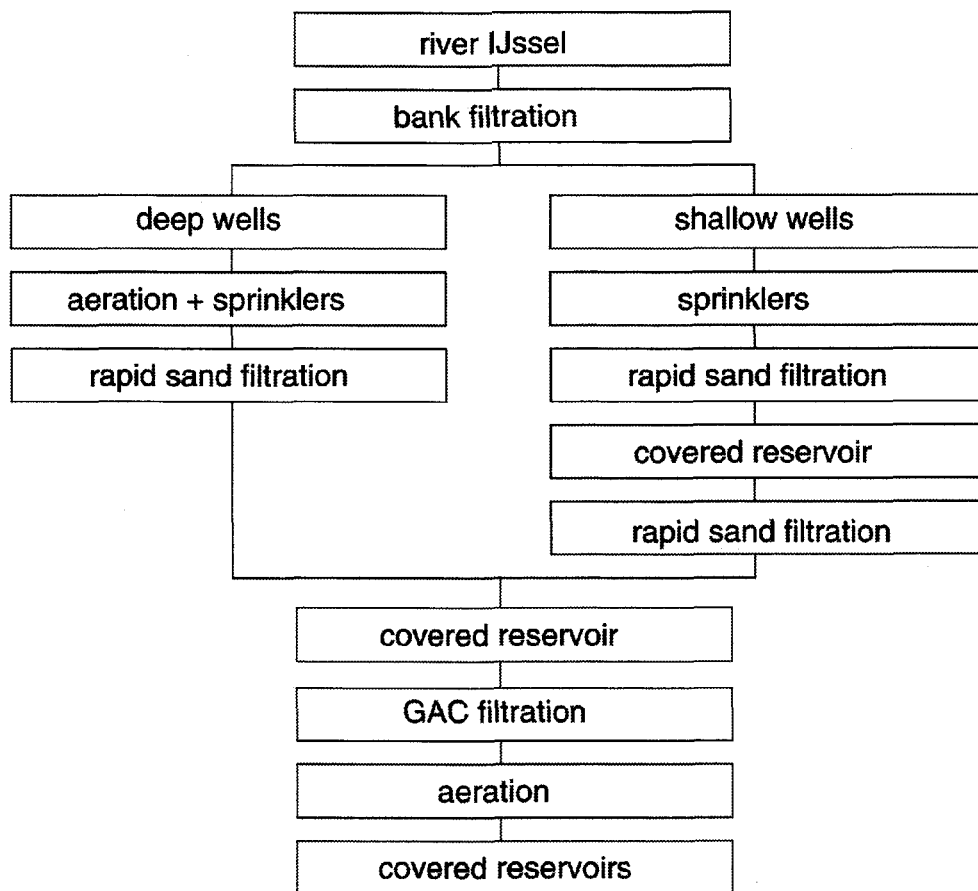 river IJssel
bank filtration
deep wells
aeration + sprinklers
rapid sand filtration
shallow wells
sprinklers
rapid sand filtration
covered reservoir
rapid sand filtration
covered reservoir
GAC filtration
aeration
covered reservoirs